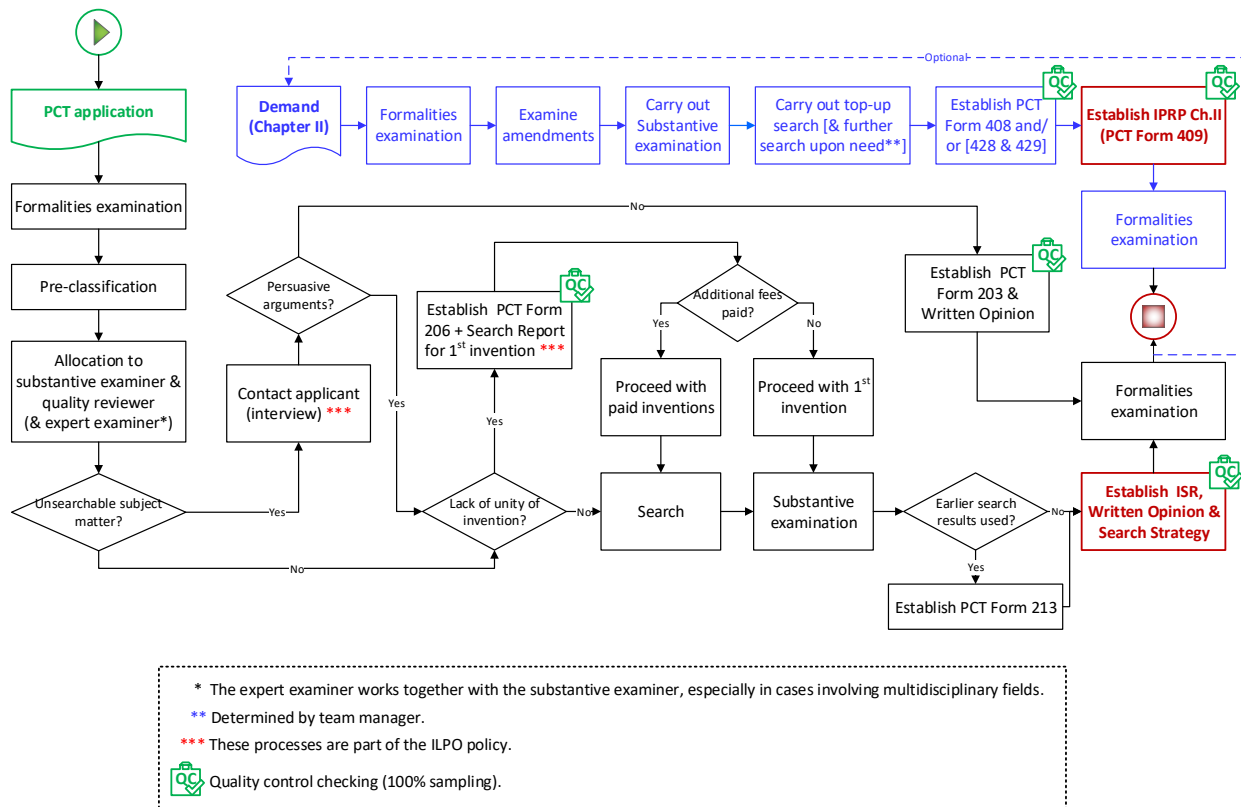 Optional
PCT application
Demand
(Chapter II)
Formalities
examination
Examine
amendments
Carry out
Substantive
examination
Carry out top-up
search [& further
search upon need**]
QC
Establish PCT
Form 408 and/
or [428 & 429]
QC
Establish IPRP Ch.II
(PCT Form 409)
Formalities examination
No
Formalities
examination
Pre-classification
Persuasive
arguments?
QC
Establish PCT Form
206 + Search Report
for 1st invention ***
Additional fees
paid?
QC
Establish PCT
Form 203 &
Written Opinion
Yes
No
Allocation to
substantive examiner &
quality reviewer
(& expert examiner*)
Contact applicant
(interview) ***
Yes
Yes
Proceed with
paid inventions
Proceed with 1st
invention
Formalities
examination
Unsearchable subject
matter?
Yes
Lack of unity of
invention?
No
Search
Substantive
examination
Earlier search
results used?
No
QC
Establish ISR,
Written Opinion &
Search Strategy
No
Yes
Establish PCT Form 213
* The expert examiner works together with the substantive examiner, especially in cases involving multidisciplinary fields.
** Determined by team manager.
*** These processes are part of the ILPO policy.
QC Quality control checking (100% sampling).